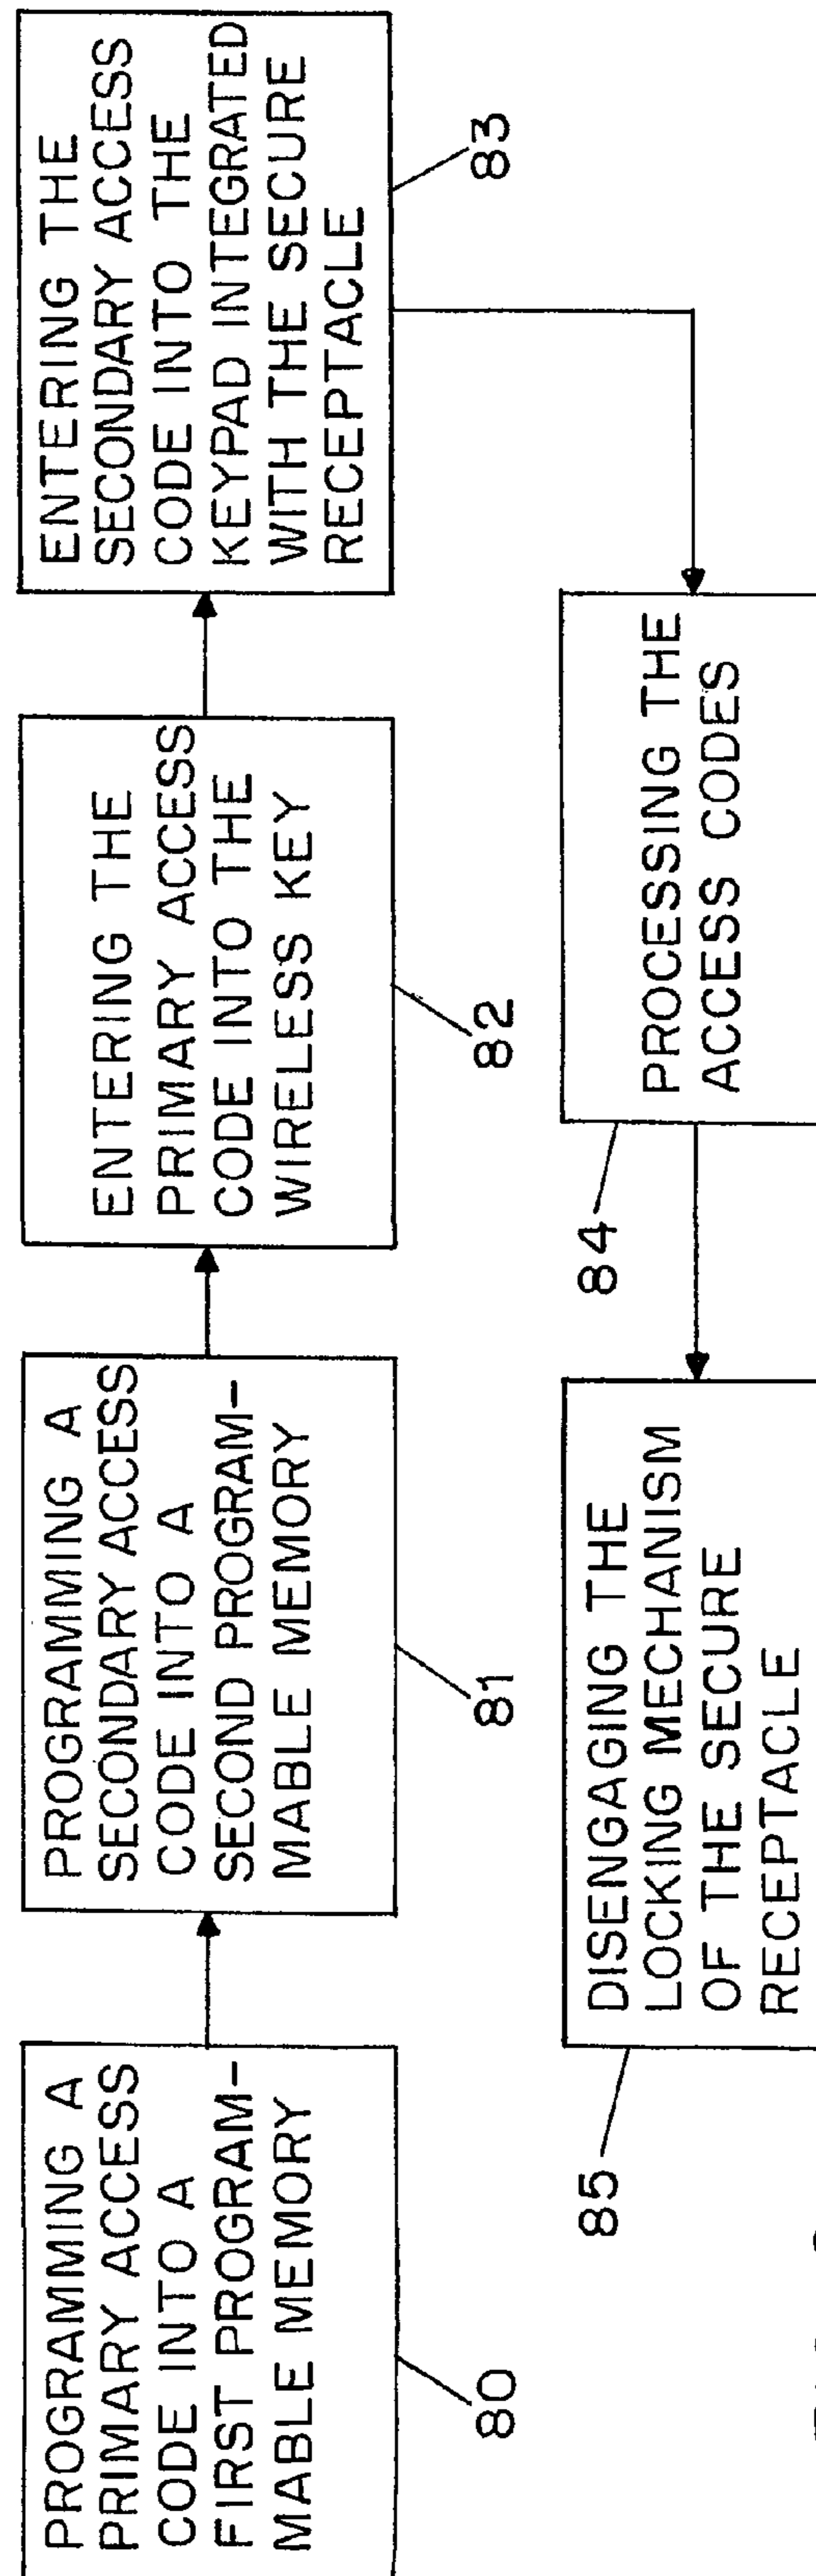 PROGRAMMING A
PRIMARY ACCESS
CODE INTO A
FIRST PROGRAM-
MABLE MEMORY
80
PROGRAMMING A
SECONDARY ACCESS
CODE INTO A
SECOND PROGRAM-
MABLE MEMORY
81
ENTERING THE
PRIMARY ACCESS
CODE INTO THE
WIRELESS KEY
82
ENTERING THE
SECONDARY ACCESS
CODE INTO THE
KEYPAD INTEGRATED
WITH THE SECURE
RECEPTACLE
83
PROCESSING THE
ACCESS CODES
84
DISENGAGING THE
LOCKING MECHANISM
OF THE SECURE
RECEPTACLE
85